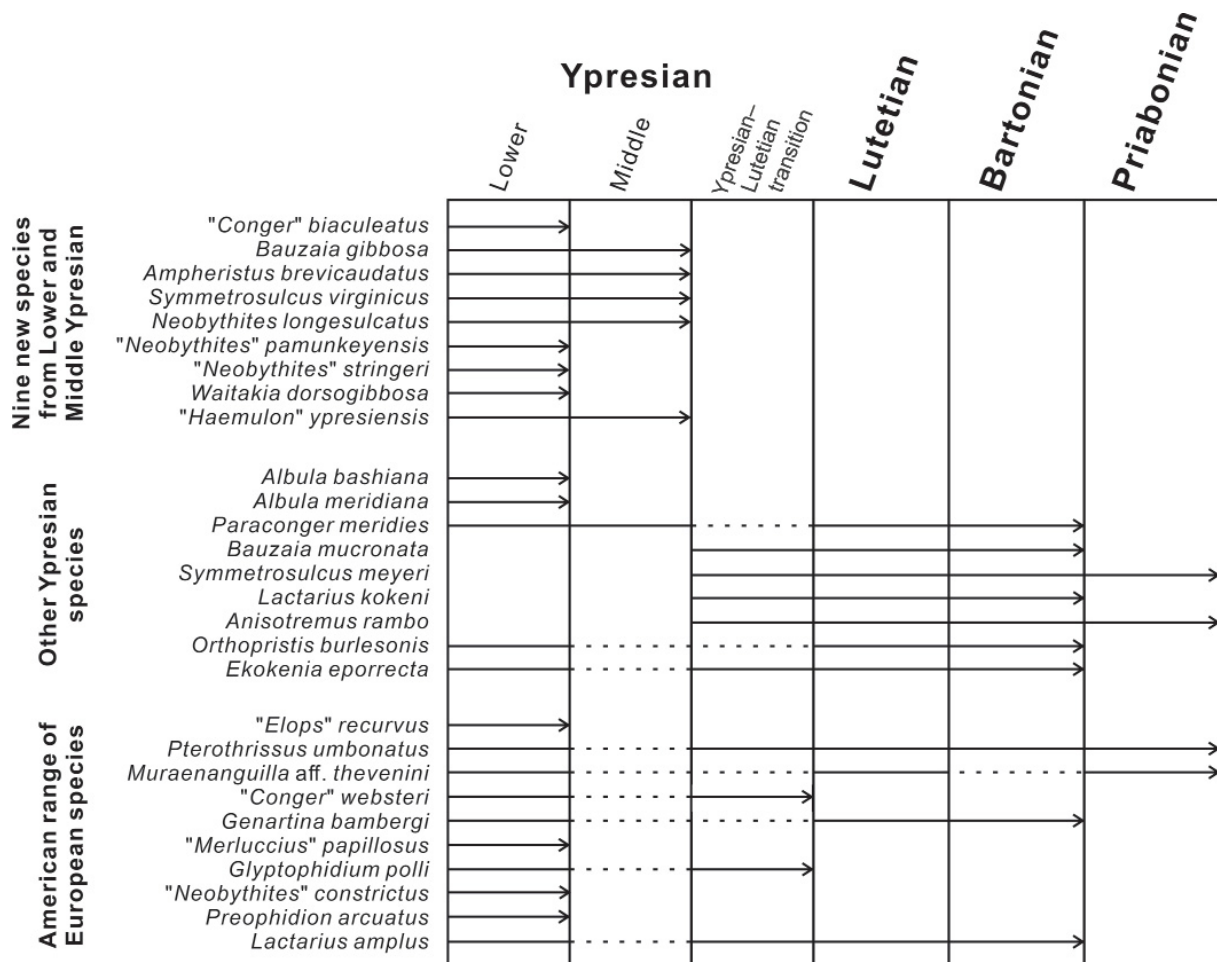 Ypresian
Lower
Middle
Ypresian–
Lutetian
transition
Lutetian
Bartonian
Priabonian
Nine new species
from Lower and
Middle Ypresian
"Conger" biaculeatus
Bauzaia gibbosa
Ampheristus brevicaudatus
Symmetrosulcus virginicus
Neobythites longesulcatus
"Neobythites" pamunkeyensis
"Neobythites" stringeri
Waitakia dorsogibbosa
"Haemulon" ypresiensis
Other Ypresian
species
Albula bashiana
Albula meridiana
Paraconger meridies
Bauzaia mucronata
Symmetrosulcus meyeri
Lactarius kokeni
Anisotremus rambo
Orthopristis burlesonis
Ekokenia eporrecta
American range of
European species
"Elops" recurvus
Pterothrissus umbonatus
Muraenanguilla aff. thevenini
"Conger" websteri
Genartina bambergi
"Merluccius" papillosus
Glyptophidium polli
"Neobythites" constrictus
Preophidion arcuatus
Lactarius amplus